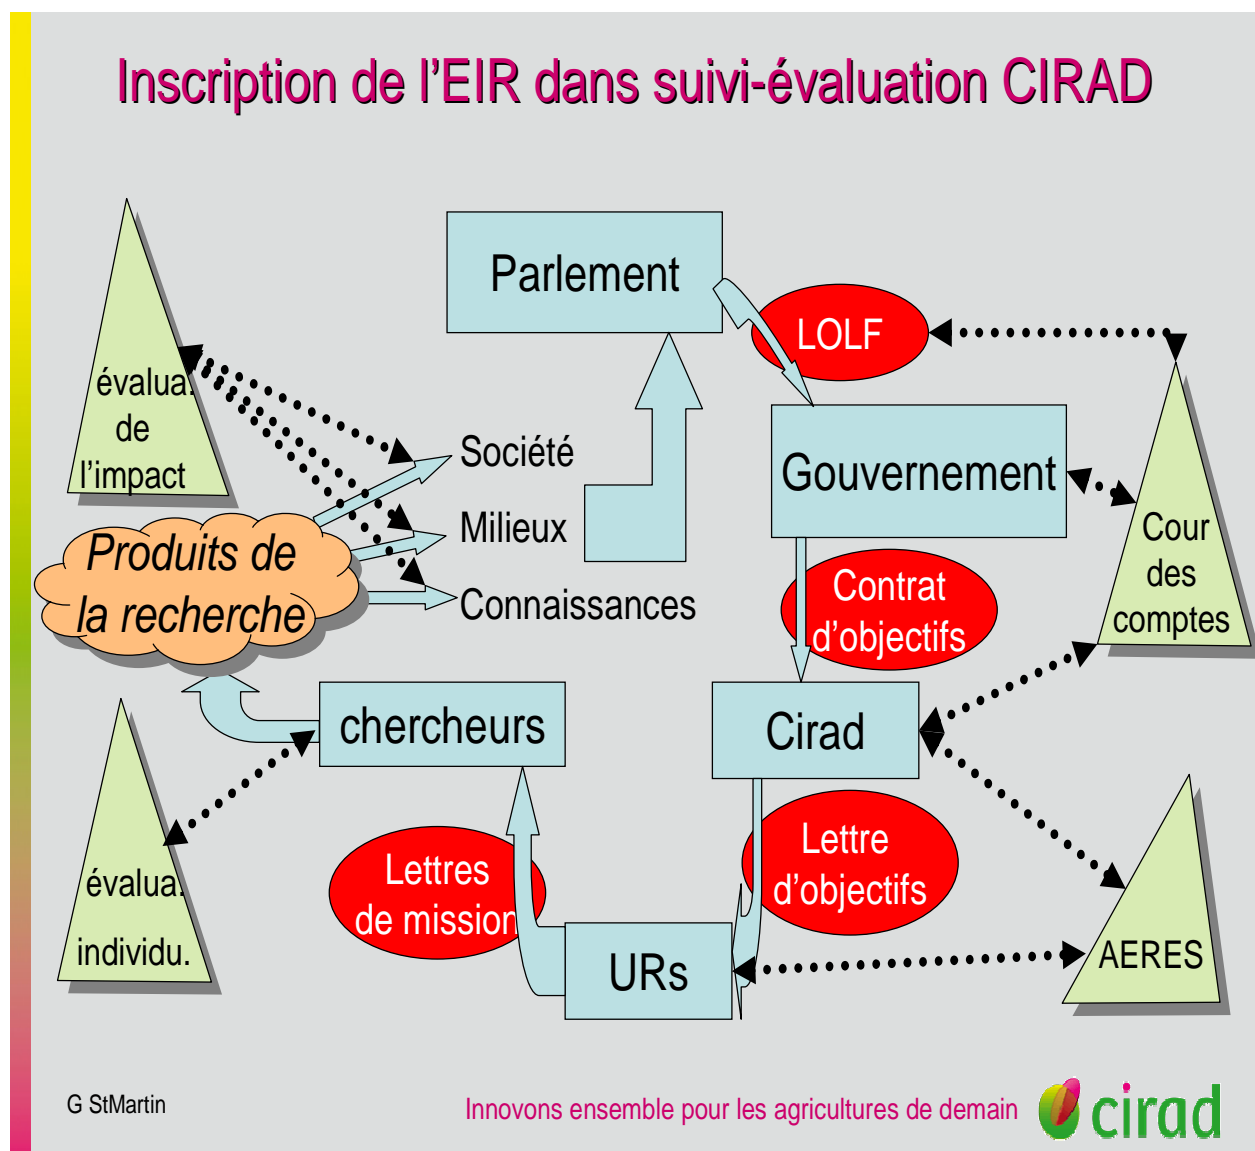 Inscription de l’EIR dans suivi-évaluation CIRAD
Parlement
LOLF
évalua.
de
l’impact
Société
Milieux
Connaissances
Gouvernement
Cour
des
comptes
Produits de
la recherche
Contrat
d’objectifs
chercheurs
Cirad
évalua.
individu.
Lettres
de mission
Lettre
d’objectifs
URs
AERES
G StMartin
Innovons ensemble pour les agricultures de demain
cirad